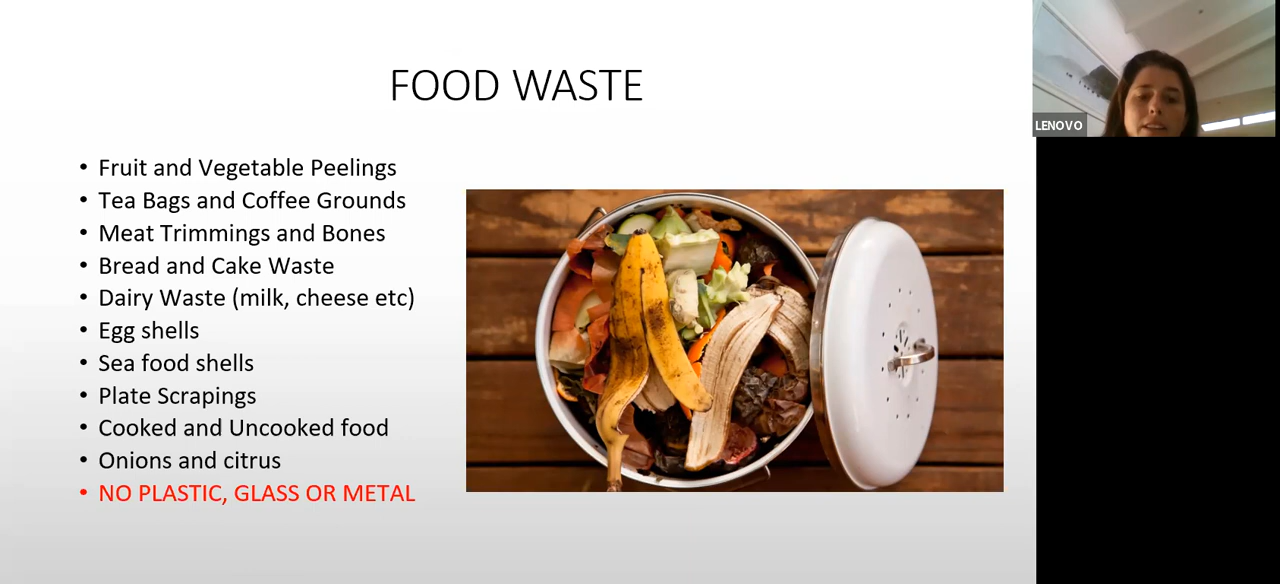 FOOD WASTE
• Fruit and Vegetable Peelings
• Tea Bags and Coffee Grounds
• Meat Trimmings and Bones
• Bread and Cake Waste
• Dairy Waste (milk, cheese etc)
• Egg shells
• Sea food shells
• Plate Scrapings
• Cooked and Uncooked food
• Onions and citrus
• NO PLASTIC, GLASS OR METAL
LENOVO